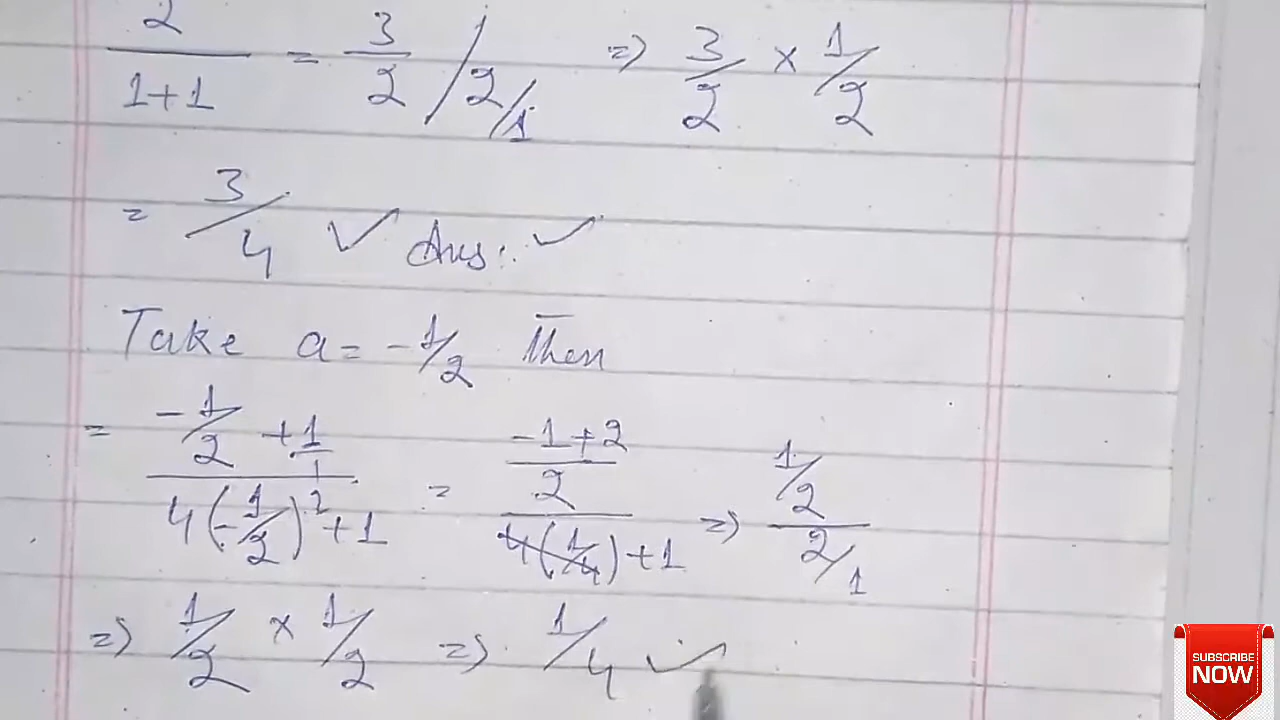 2/(1+1) = 3/2 / 2/1 => 3/2 × 1/2
= 3/4 ✓ Ans: ✓
Take a = -1/2 Then
= (-1/2 + 1/1)/(4(-1/2)^2 + 1) = ((-1+2)/2)/(4(1/4)+1) => (1/2)/(2/1)
=> 1/2 × 1/2 => 1/4 ✓
SUBSCRIBE
NOW